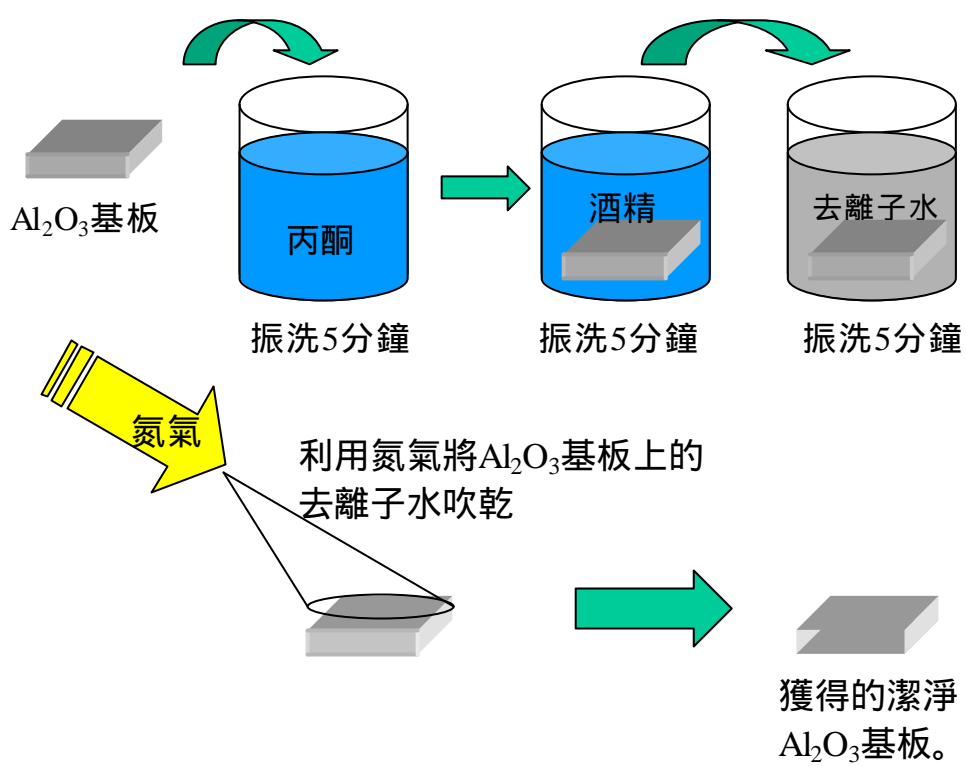 Al₂O₃基板
丙酮
酒精
去離子水
振洗5分鐘
振洗5分鐘
振洗5分鐘
氮氣
利用氮氣將Al₂O₃基板上的
去離子水吹乾
獲得的潔淨
Al₂O₃基板。